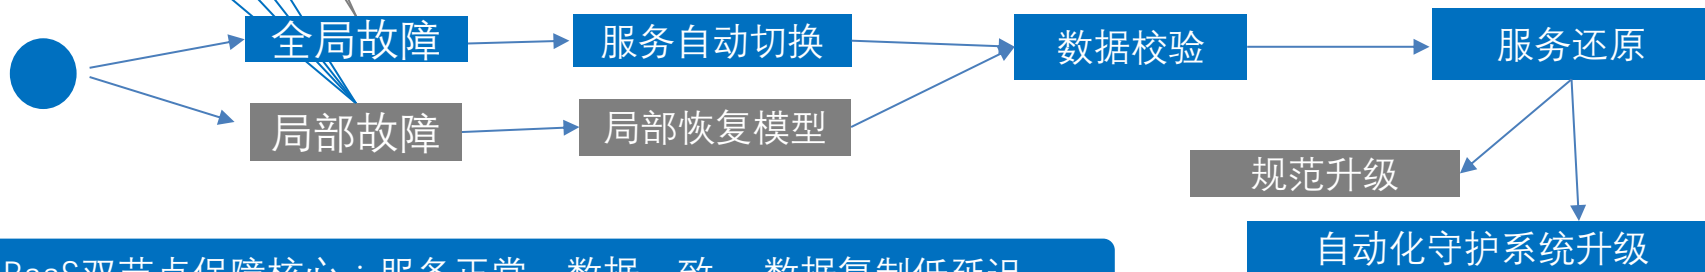 全局故障
服务自动切换
数据校验
服务还原
局部故障
局部恢复模型
规范升级
自动化守护系统升级